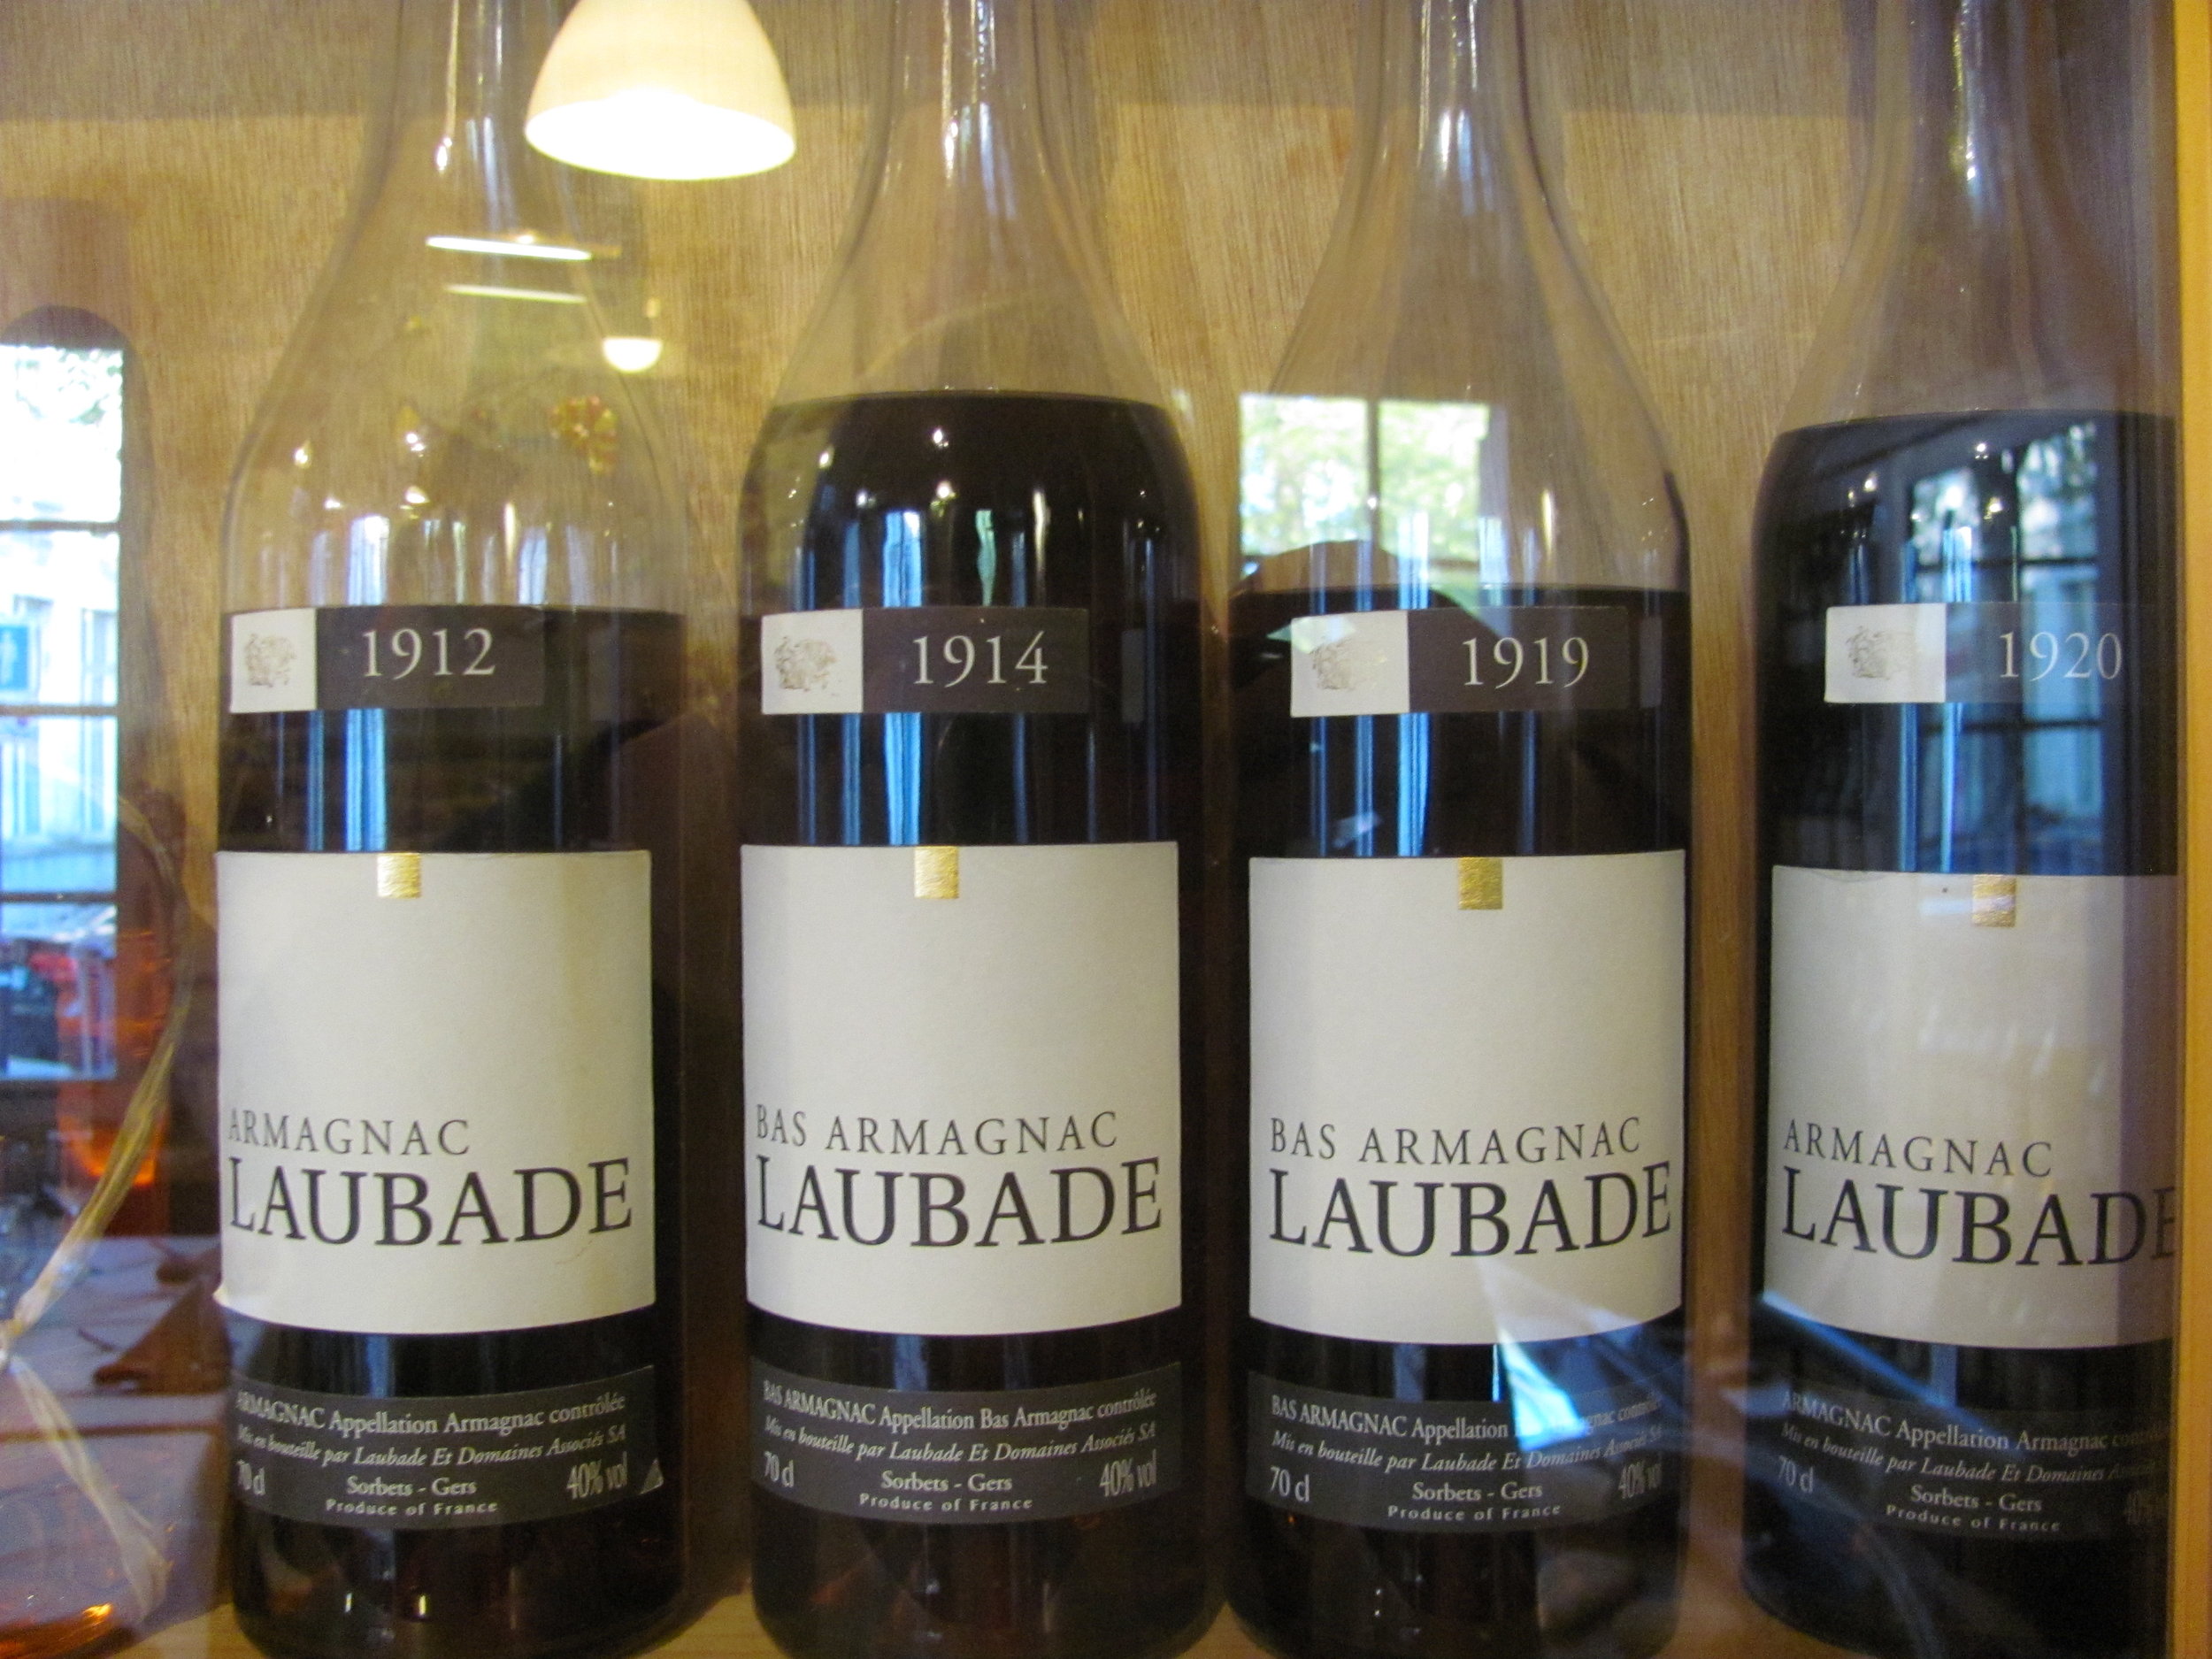 1912
ARMAGNAC
LAUBADE
ARMAGNAC Appellation Armagnac contrôlée
Mis en bouteille par Laubade Et Domaines Associés SA
70 cl Sorbets - Gers 40% vol
Produce of France
1914
BAS ARMAGNAC
LAUBADE
BAS ARMAGNAC Appellation Bas Armagnac contrôlée
Mis en bouteille par Laubade Et Domaines Associés SA
70 cl Sorbets - Gers 40% vol
Produce of France
1919
BAS ARMAGNAC
LAUBADE
BAS ARMAGNAC Appellation Armagnac contrôlée
Mis en bouteille par Laubade Et Domaines Associés SA
70 cl Sorbets - Gers 40% vol
Produce of France
1920
ARMAGNAC
LAUBADE
ARMAGNAC Appellation Armagnac
Mis en bouteille par Laubade Et Domaines
70 cl Sorbets - Gers 40%
Produce of France